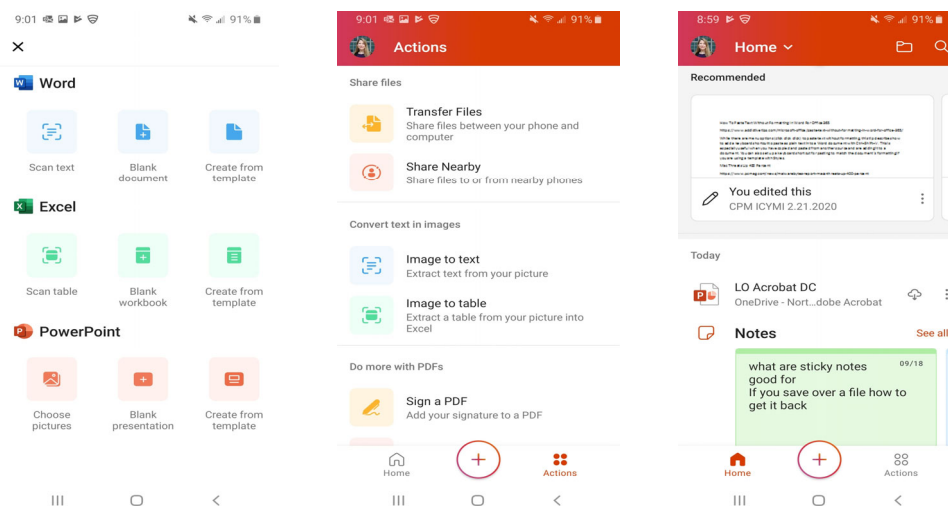 9:01
91%
×
Word
Scan text
Blank
document
Create from
template
Excel
Scan table
Blank
workbook
Create from
template
PowerPoint
Choose
pictures
Blank
presentation
Create from
template
9:01
91%
Actions
Share files
Transfer Files
Share files between your phone and
computer
Share Nearby
Share files to or from nearby phones
Convert text in images
Image to text
Extract text from your picture
Image to table
Extract a table from your picture into
Excel
Do more with PDFs
Sign a PDF
Add your signature to a PDF
Home
Actions
8:59
91%
Home
Recommended
You edited this
CPM ICYMI 2.21.2020
Today
LO Acrobat DC
OneDrive - Nort...dobe Acrobat
Notes
See all
what are sticky notes
09/18
good for
If you save over a file how to
get it back
Home
Actions